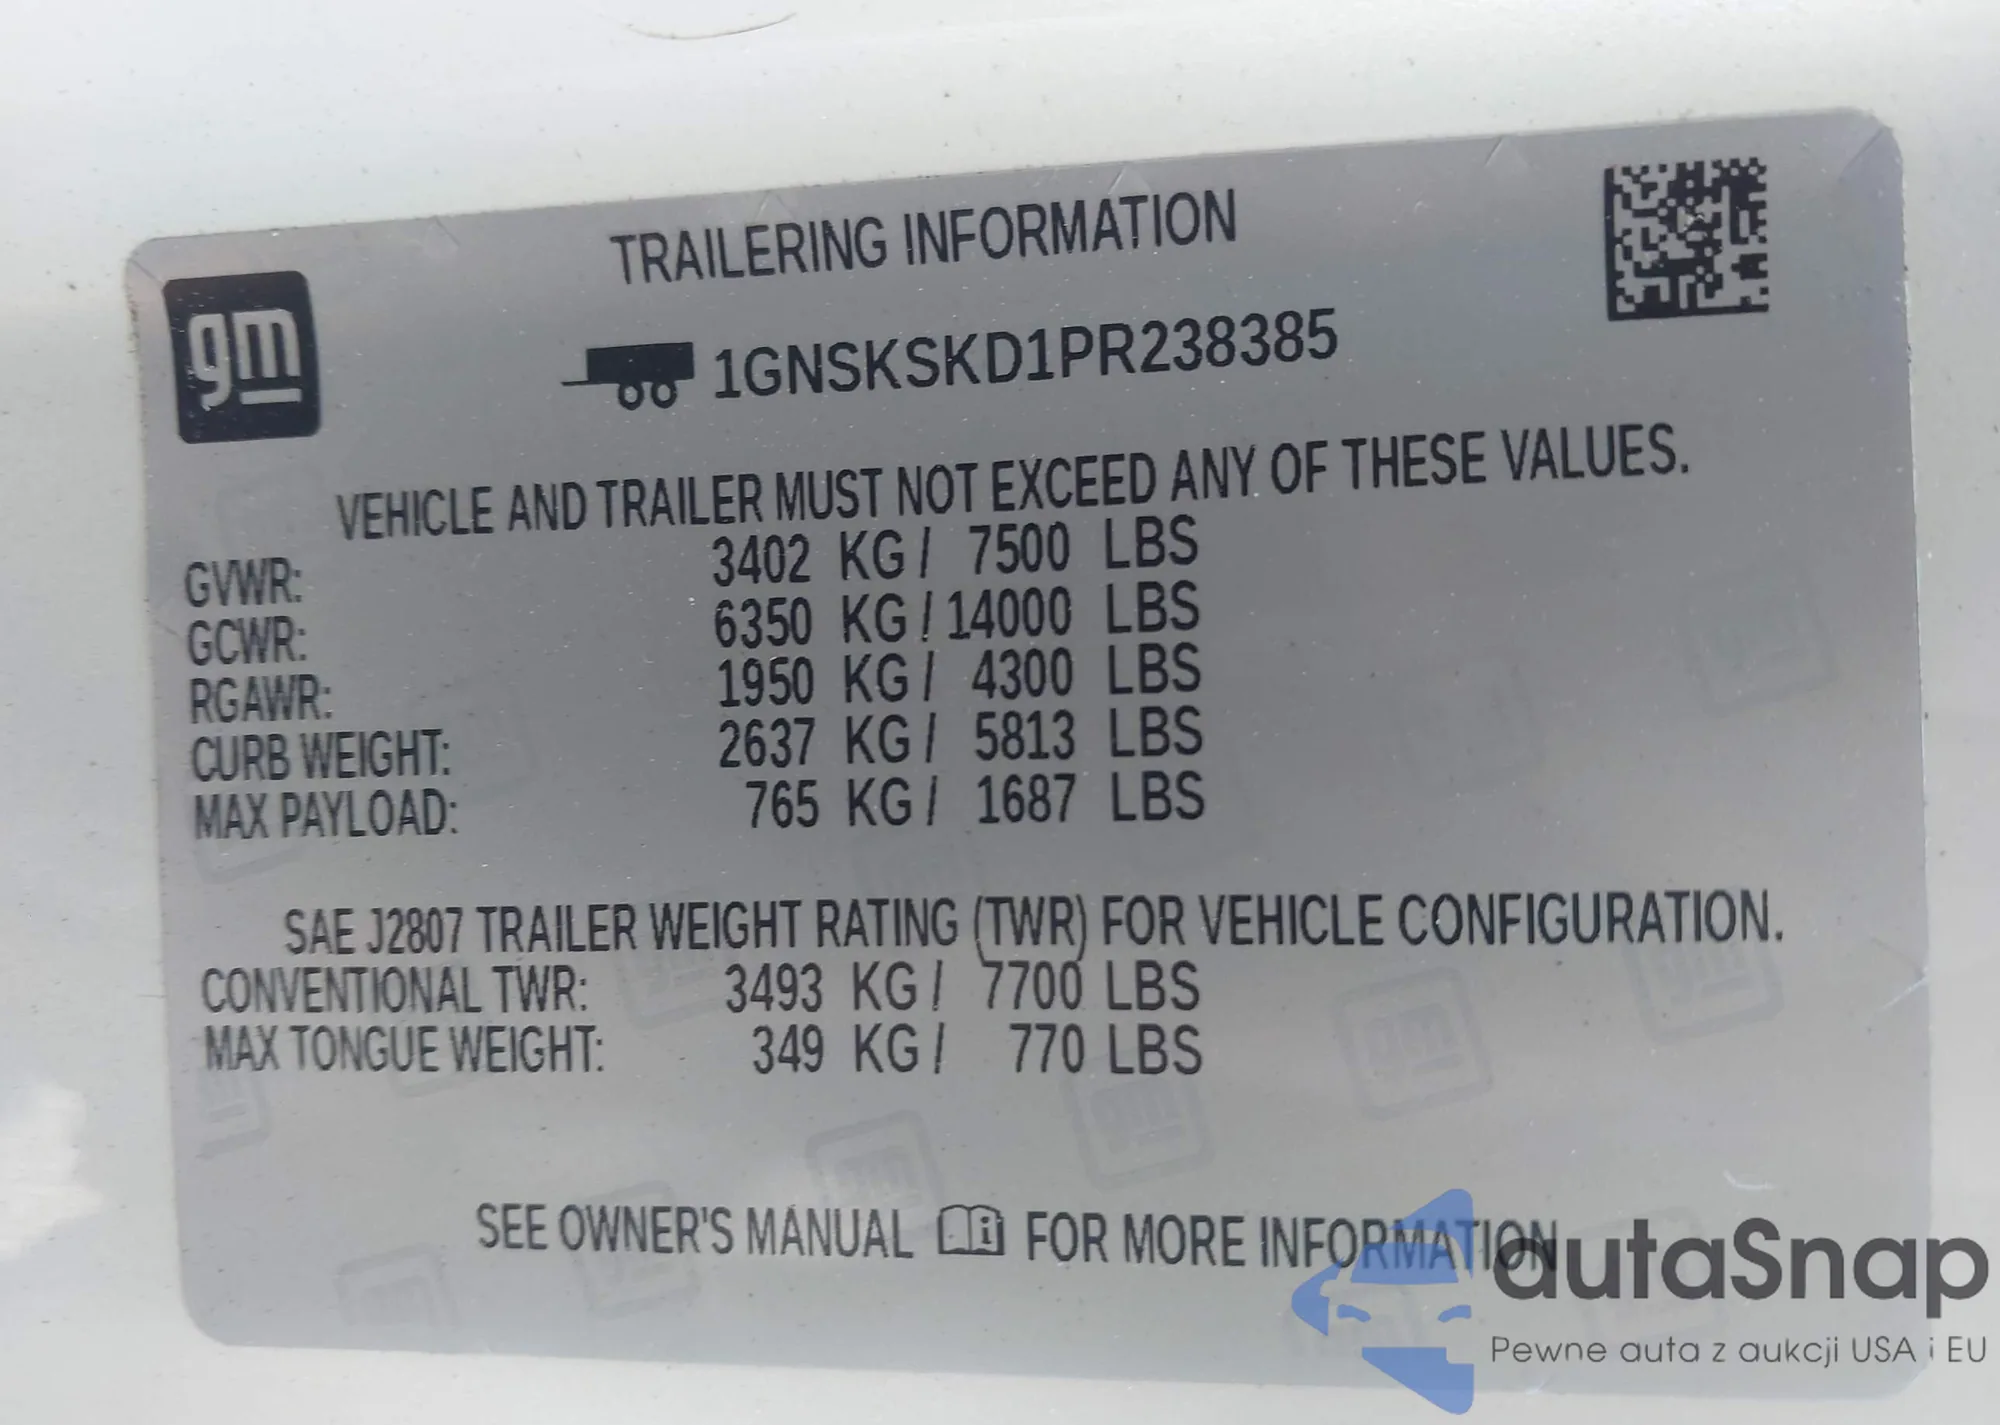 gm
TRAILERING INFORMATION
1GNSKSKD1PR238385
VEHICLE AND TRAILER MUST NOT EXCEED ANY OF THESE VALUES.
GVWR: 3402 KG / 7500 LBS
GCWR: 6350 KG / 14000 LBS
RGAWR: 1950 KG / 4300 LBS
CURB WEIGHT: 2637 KG / 5813 LBS
MAX PAYLOAD: 765 KG / 1687 LBS
SAE J2807 TRAILER WEIGHT RATING (TWR) FOR VEHICLE CONFIGURATION.
CONVENTIONAL TWR: 3493 KG / 7700 LBS
MAX TONGUE WEIGHT: 349 KG / 770 LBS
SEE OWNER'S MANUAL FOR MORE INFORMATION
autaSnap
Pewne auta z aukcji USA i EU